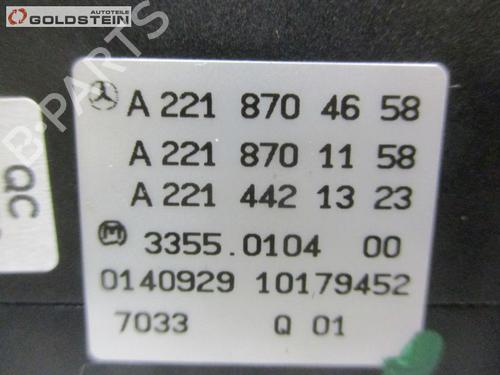 AUTOTEILE
GOLDSTEIN
B-PARTS
QC
A 221 870 46 58
A 221 870 11 58
A 221 442 13 23
M 3355.0104 00
0140929 10179452
7033 Q 01